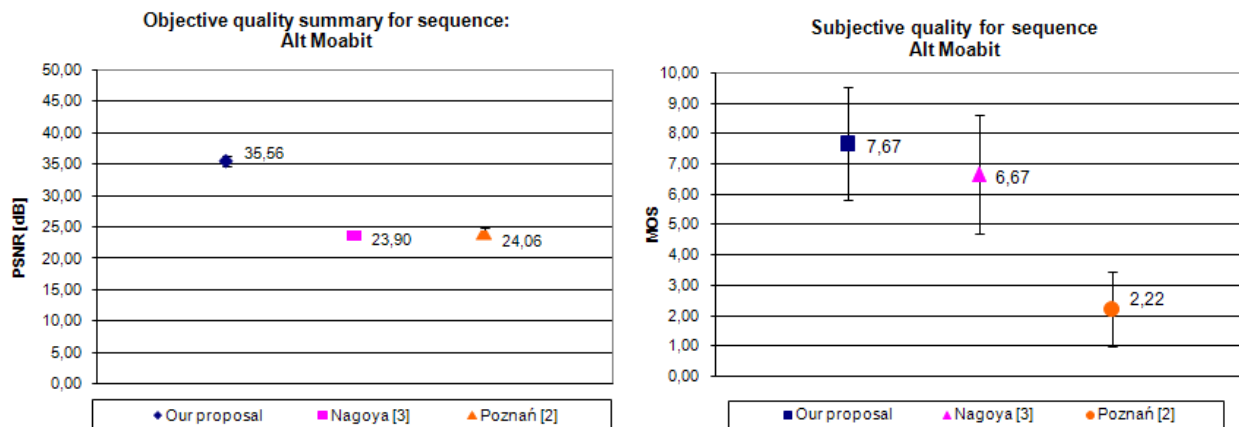 Objective quality summary for sequence:
Alt Moabit
50,00
45,00
40,00
35,00
30,00
25,00
20,00
15,00
10,00
5,00
0,00
PSNR [dB]
35,56
23,90
24,06
Our proposal
Nagoya [3]
Poznań [2]
Subjective quality for sequence
Alt Moabit
10,00
9,00
8,00
7,00
6,00
5,00
4,00
3,00
2,00
1,00
0,00
MOS
7,67
6,67
2,22
Our proposal
Nagoya [3]
Poznań [2]